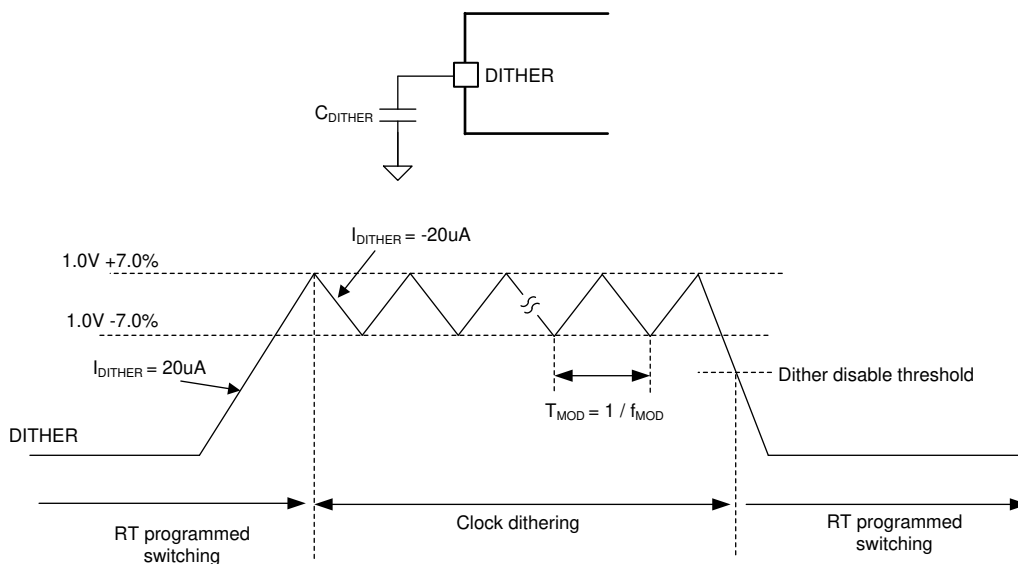 DITHER
CDITHER
IDITHER = -20uA
1.0V +7.0%
1.0V -7.0%
IDITHER = 20uA
Dither disable threshold
TMOD = 1 / fMOD
DITHER
RT programmed
switching
Clock dithering
RT programmed
switching